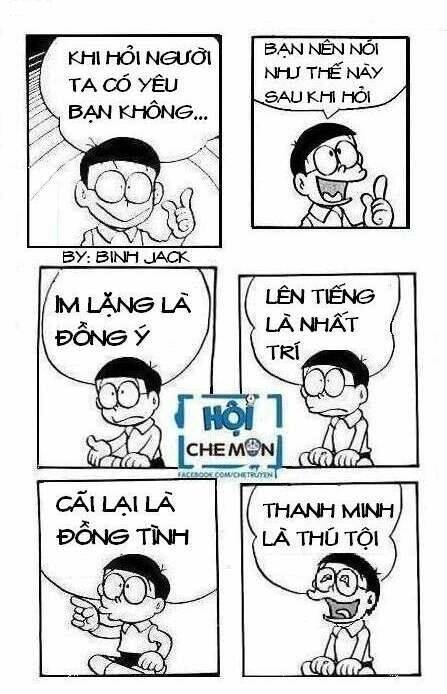 KHI HỎI NGƯỜI
TA CÓ YÊU
BẠN KHÔNG...
BẠN NÊN NÓI
NHƯ THẾ NÀY
SAU KHI HỎI
BY: BINH JACK
IM LẶNG LÀ
ĐỒNG Ý
LÊN TIẾNG
LÀ NHẤT
TRÍ
HỘI
CHEMON
FACEBOOK.COM/CHETRUYEN
CÃI LẠI LÀ
ĐỒNG TÌNH
THANH MINH
LÀ THÚ TỘI